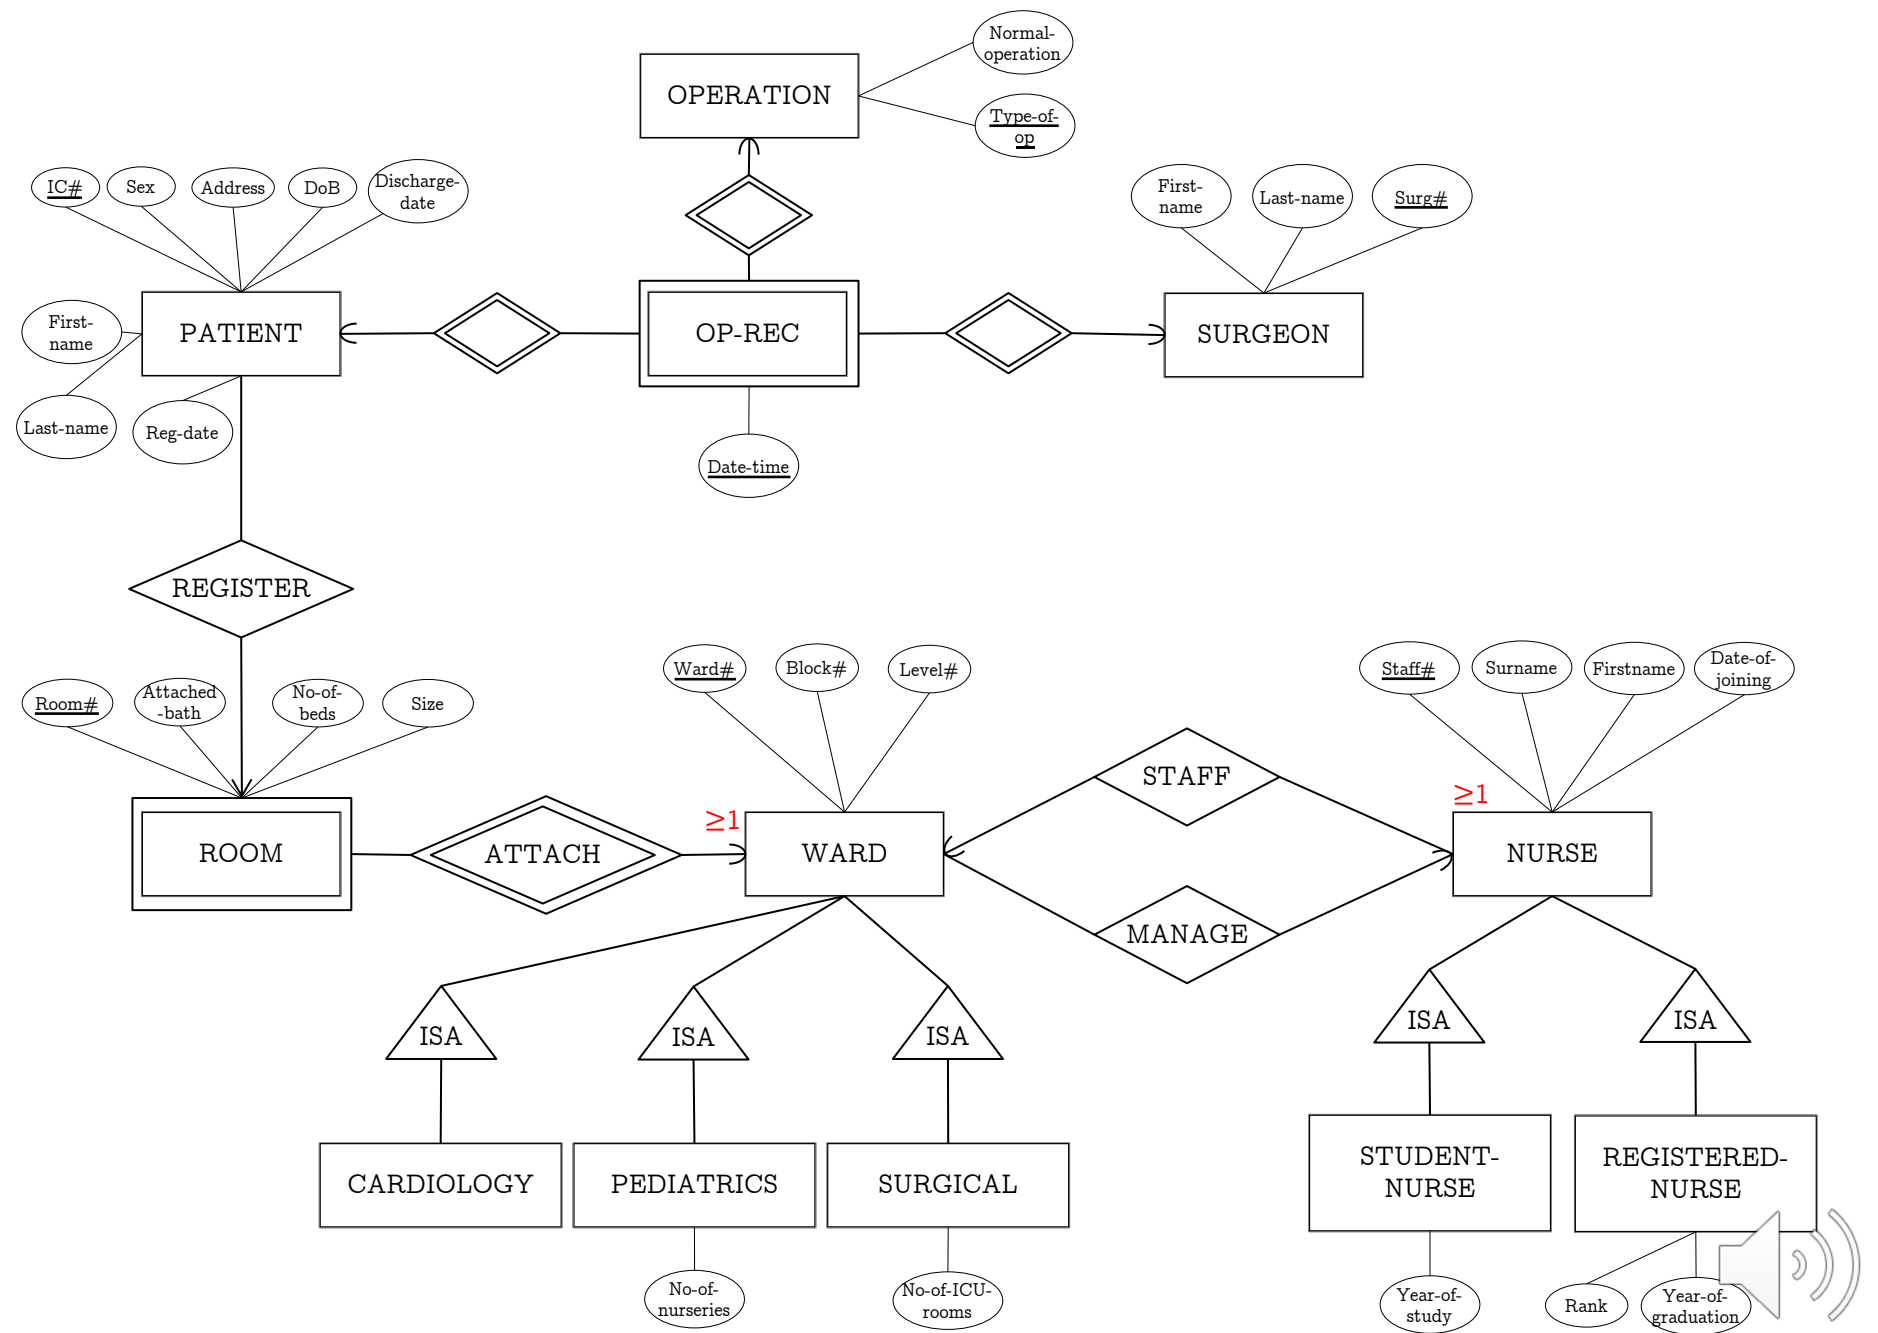 Normal-
operation
OPERATION
Type-of-
op
IC#
Sex
Address
DoB
Discharge-
date
First-
name
Last-name
Surg#
First-
name
PATIENT
OP-REC
SURGEON
Last-name
Reg-date
Date-time
REGISTER
Room#
Attached
-bath
No-of-
beds
Size
Ward#
Block#
Level#
Staff#
Surname
Firstname
Date-of-
joining
STAFF
≥1
≥1
ROOM
ATTACH
WARD
NURSE
MANAGE
ISA
ISA
ISA
ISA
ISA
CARDIOLOGY
PEDIATRICS
SURGICAL
STUDENT-
NURSE
REGISTERED-
NURSE
No-of-
nurseries
No-of-ICU-
rooms
Year-of-
study
Rank
Year-of-
graduation